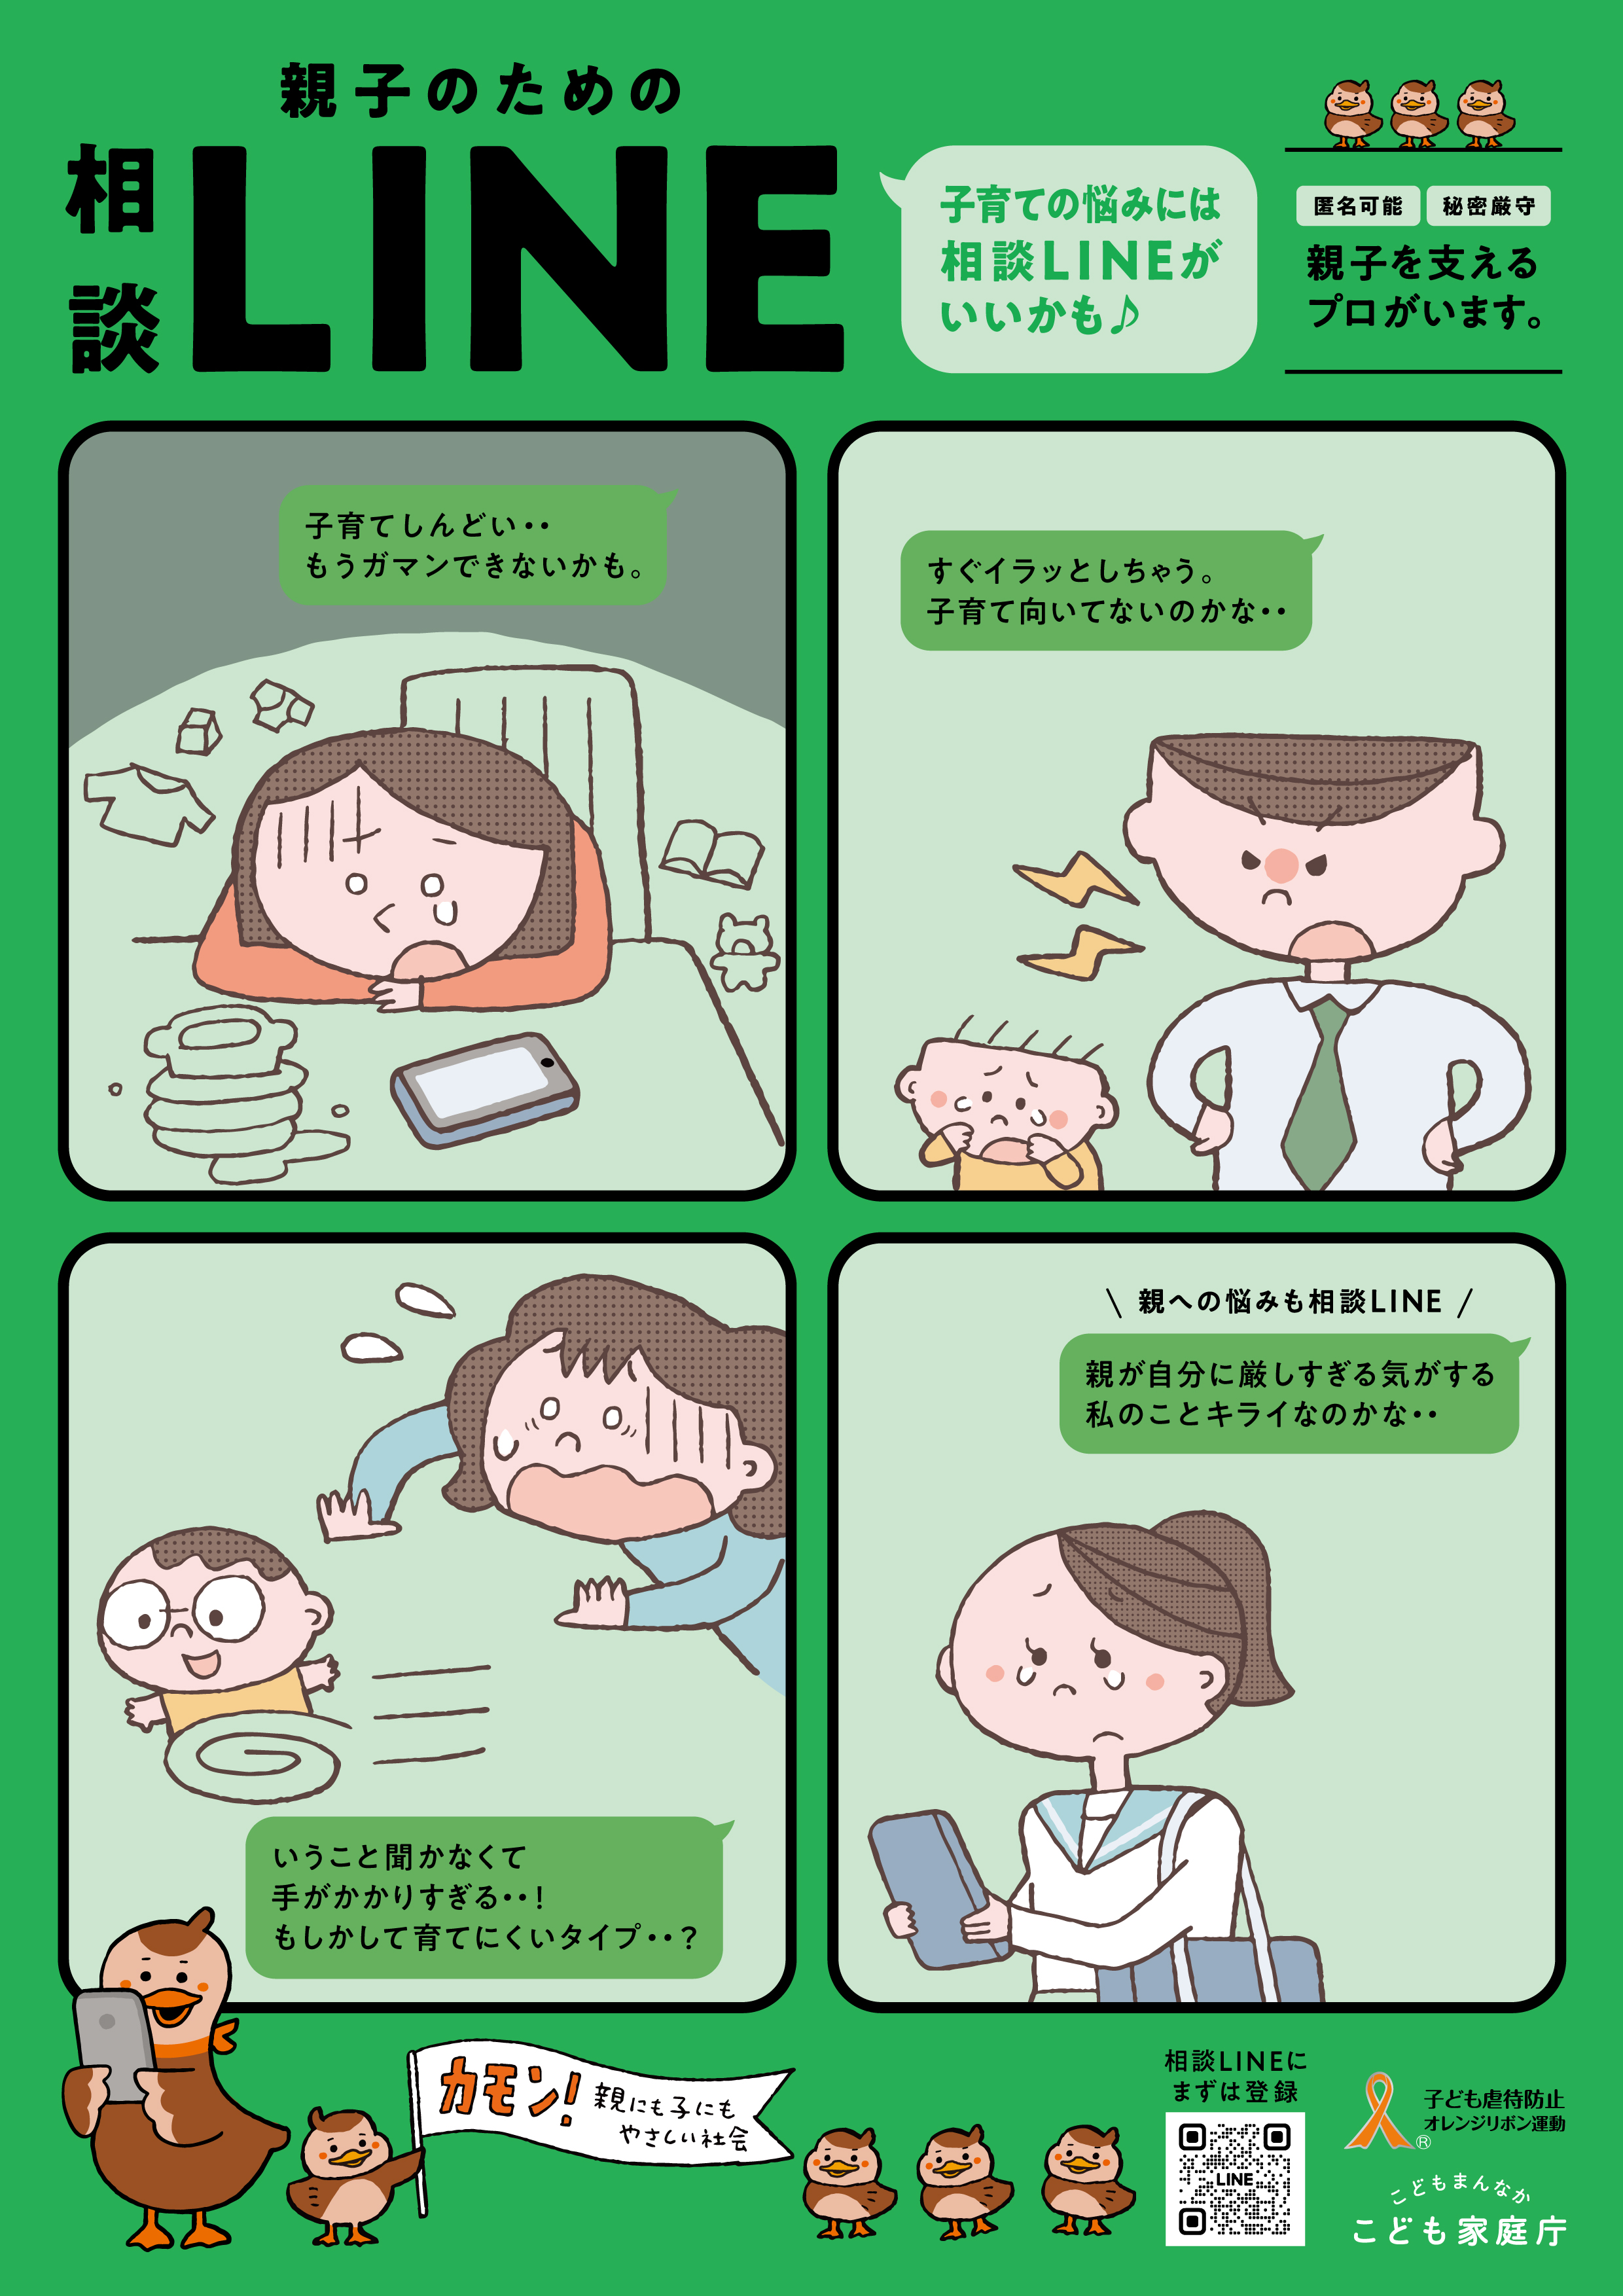 親子のための
相談LINE
子育ての悩みには
相談LINEが
いいかも♪
匿名可能 秘密厳守
親子を支える
プロがいます。
子育てしんどい・・
もうガマンできないかも。
すぐイラッとしちゃう。
子育て向いてないのかな・・
いうこと聞かなくて
手がかかりすぎる・・!
もしかして育てにくいタイプ・・?
\ 親への悩みも相談LINE /
親が自分に厳しすぎる気がする
私のことキライなのかな・・
カモン! 親にも子にも
やさしい社会
相談LINEに
まずは登録
LINE
子ども虐待防止
オレンジリボン運動
®
こどもまんなか
こども家庭庁